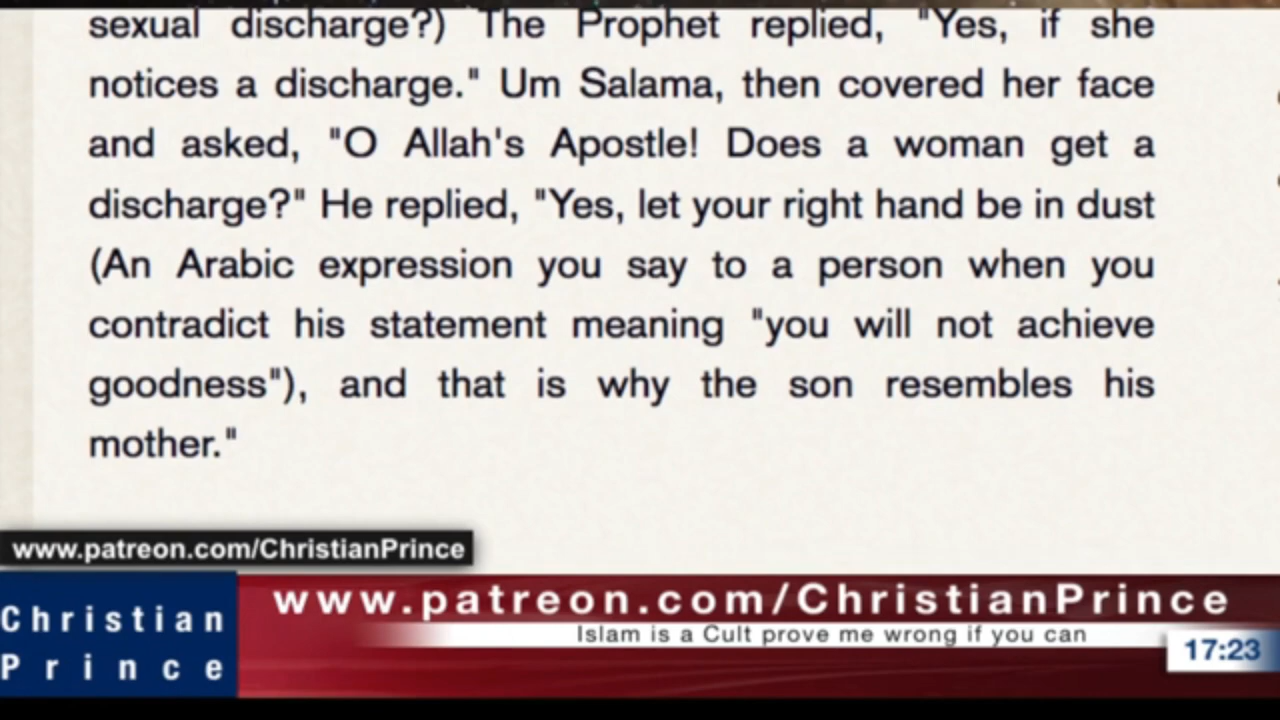 sexual discharge?) The Prophet replied, "Yes, if she
notices a discharge." Um Salama, then covered her face
and asked, "O Allah's Apostle! Does a woman get a
discharge?" He replied, "Yes, let your right hand be in dust
(An Arabic expression you say to a person when you
contradict his statement meaning "you will not achieve
goodness"), and that is why the son resembles his
mother."
www.patreon.com/ChristianPrince
www.patreon.com/ChristianPrince
Islam is a Cult prove me wrong if you can
Christian
Prince
17:23